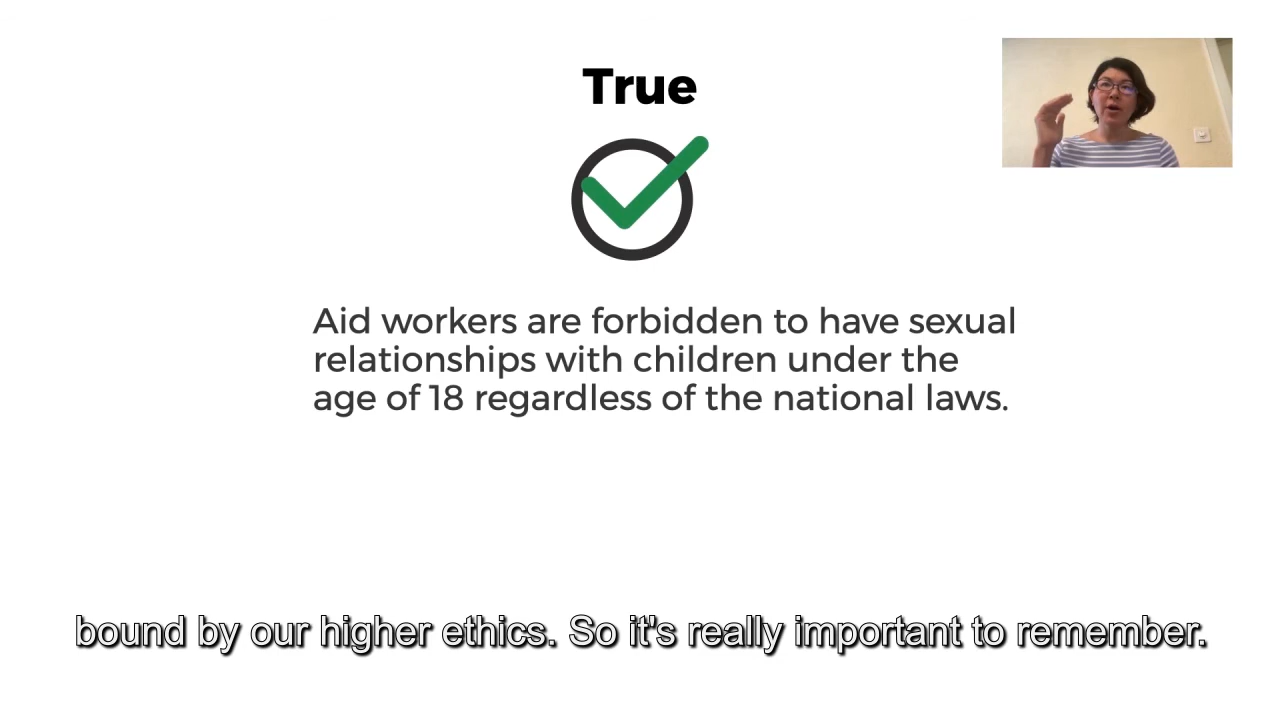 True
Aid workers are forbidden to have sexual
relationships with children under the
age of 18 regardless of the national laws.
bound by our higher ethics. So it's really important to remember.